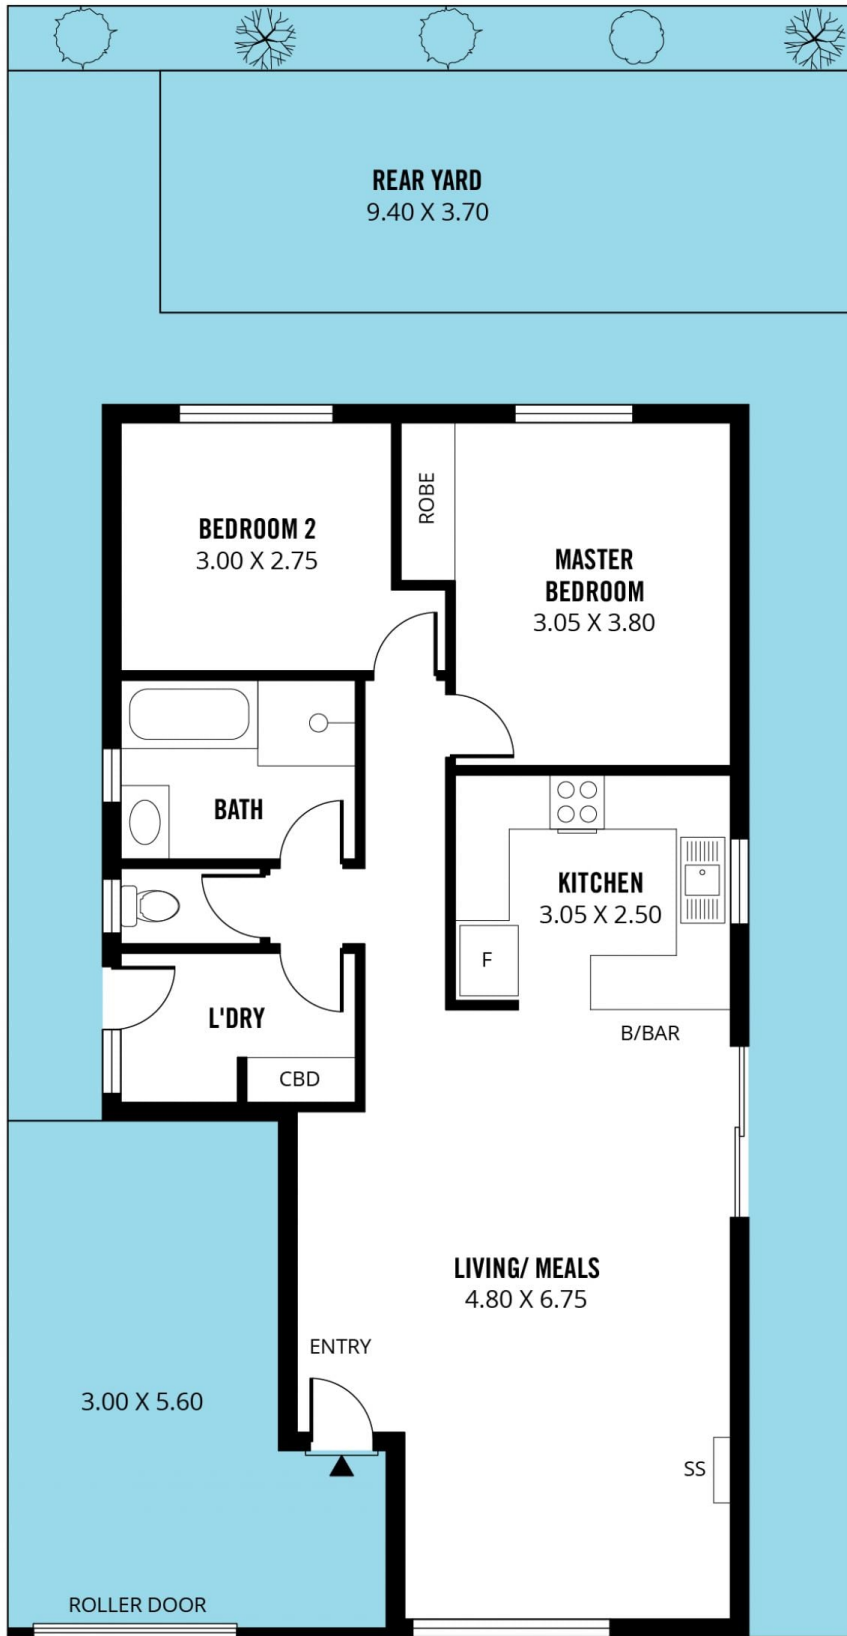 REAR YARD
9.40 X 3.70
ROBE
BEDROOM 2
3.00 X 2.75
MASTER
BEDROOM
3.05 X 3.80
BATH
KITCHEN
3.05 X 2.50
F
L'DRY
B/BAR
CBD
LIVING/ MEALS
4.80 X 6.75
ENTRY
3.00 X 5.60
SS
ROLLER DOOR